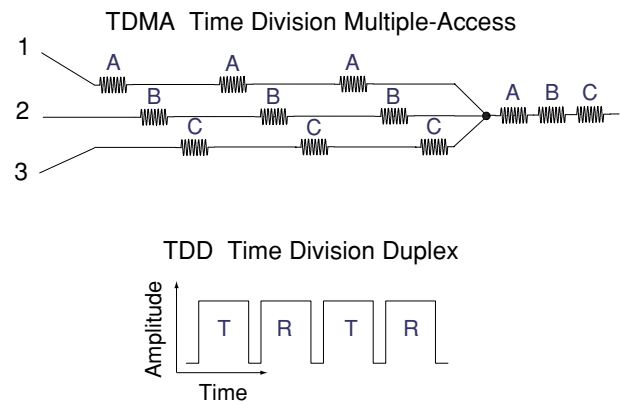 TDMA Time Division Multiple-Access
1
A A A
2
B B B
A B C
C C C
3
TDD Time Division Duplex
Amplitude
T R T R
Time